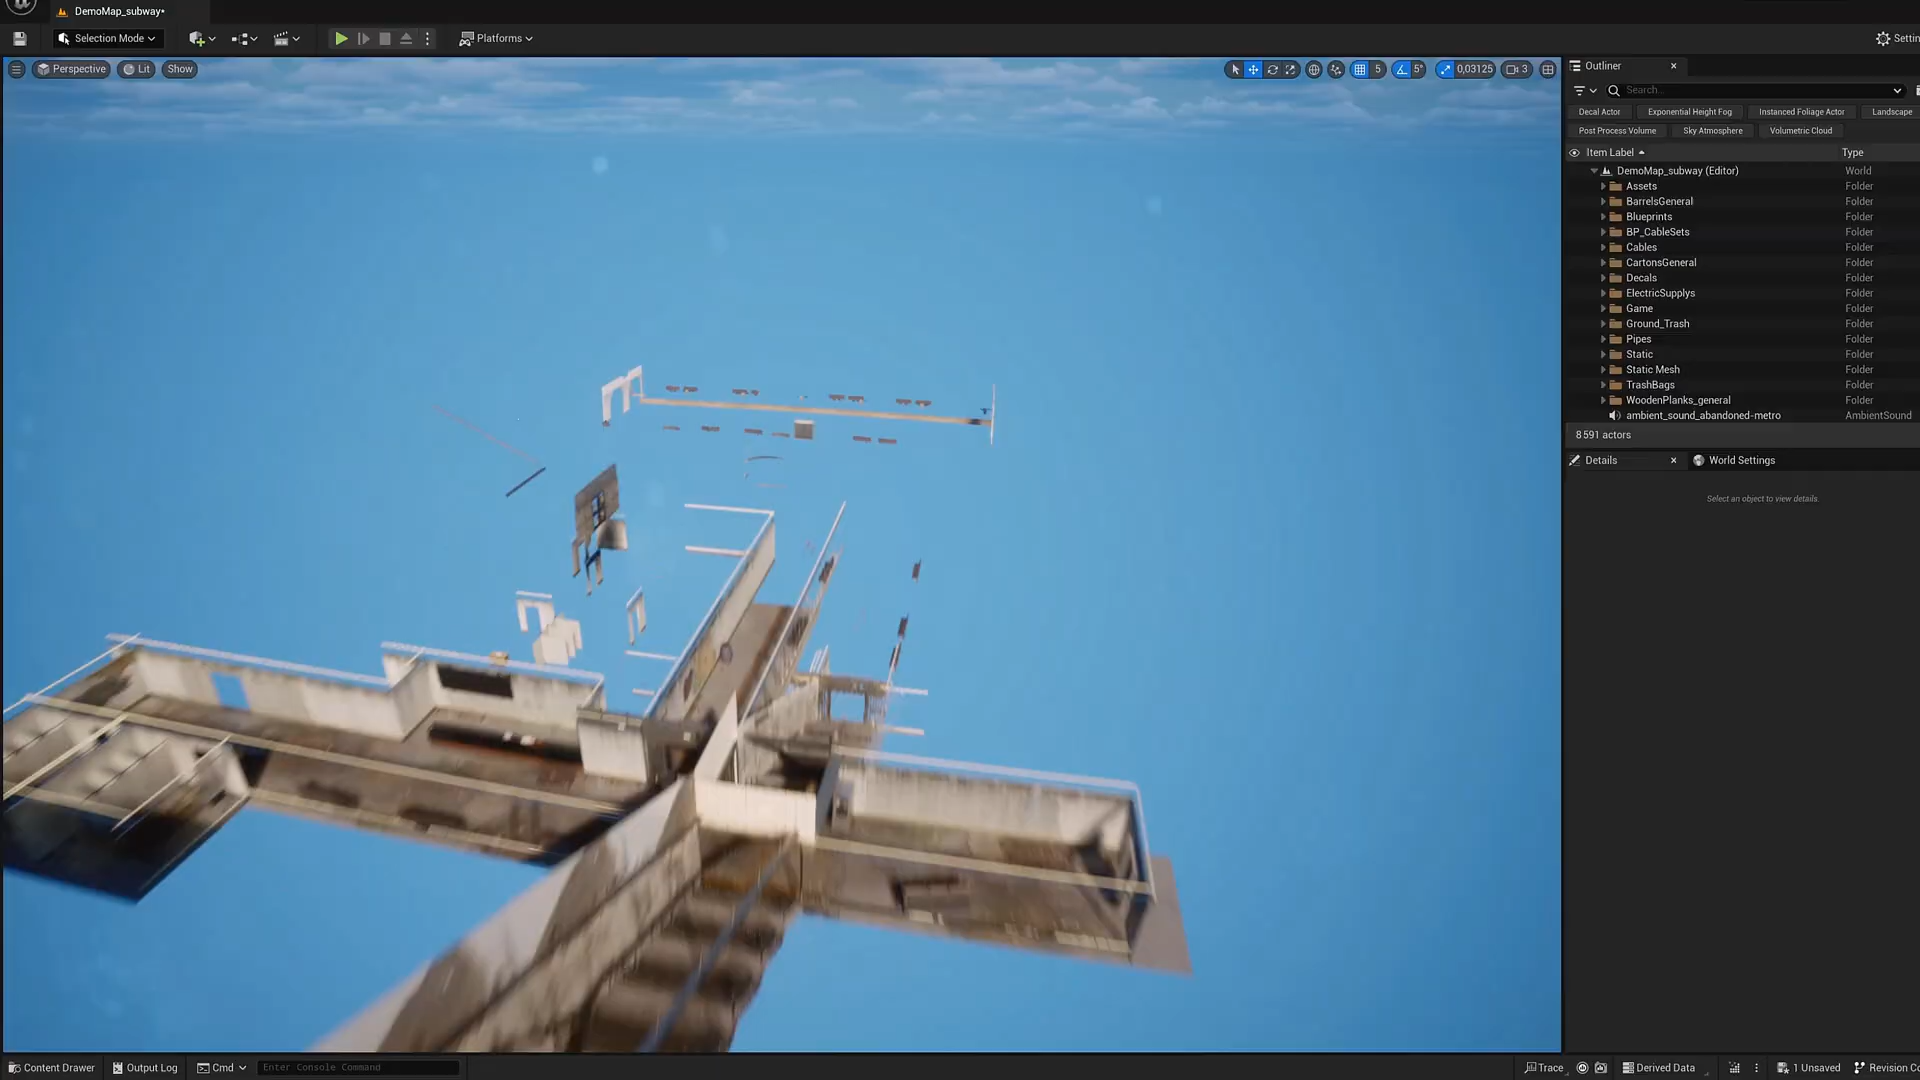 DemoMap_subway•
Selection Mode
Platforms
Settin
Perspective
Lit
Show
5
5°
0,03125
3
Outliner
Search...
Decal Actor
Exponential Height Fog
Instanced Foliage Actor
Landscape
Post Process Volume
Sky Atmosphere
Volumetric Cloud
Item Label
Type
DemoMap_subway (Editor)
World
Assets
Folder
BarrelsGeneral
Folder
Blueprints
Folder
BP_CableSets
Folder
Cables
Folder
CartonsGeneral
Folder
Decals
Folder
ElectricSupplys
Folder
Game
Folder
Ground_Trash
Folder
Pipes
Folder
Static
Folder
Static Mesh
Folder
TrashBags
Folder
WoodenPlanks_general
Folder
ambient_sound_abandoned-metro
AmbientSound
8 591 actors
Details
World Settings
Select an object to view details.
Content Drawer
Output Log
Cmd
Enter Console Command
Trace
Derived Data
1 Unsaved
Revision Co